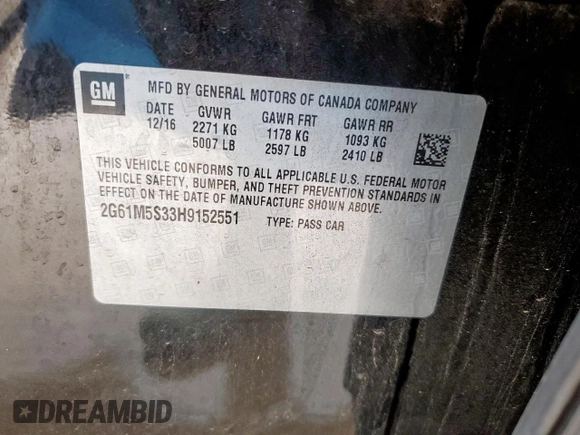 GM
MFD BY GENERAL MOTORS OF CANADA COMPANY
DATE GVWR GAWR FRT GAWR RR
12/16 2271 KG 1178 KG 1093 KG
5007 LB 2597 LB 2410 LB
THIS VEHICLE CONFORMS TO ALL APPLICABLE U.S. FEDERAL MOTOR
VEHICLE SAFETY, BUMPER, AND THEFT PREVENTION STANDARDS IN
EFFECT ON THE DATE OF MANUFACTURE SHOWN ABOVE.
2G61M5S33H9152551 TYPE: PASS CAR
DREAMBID